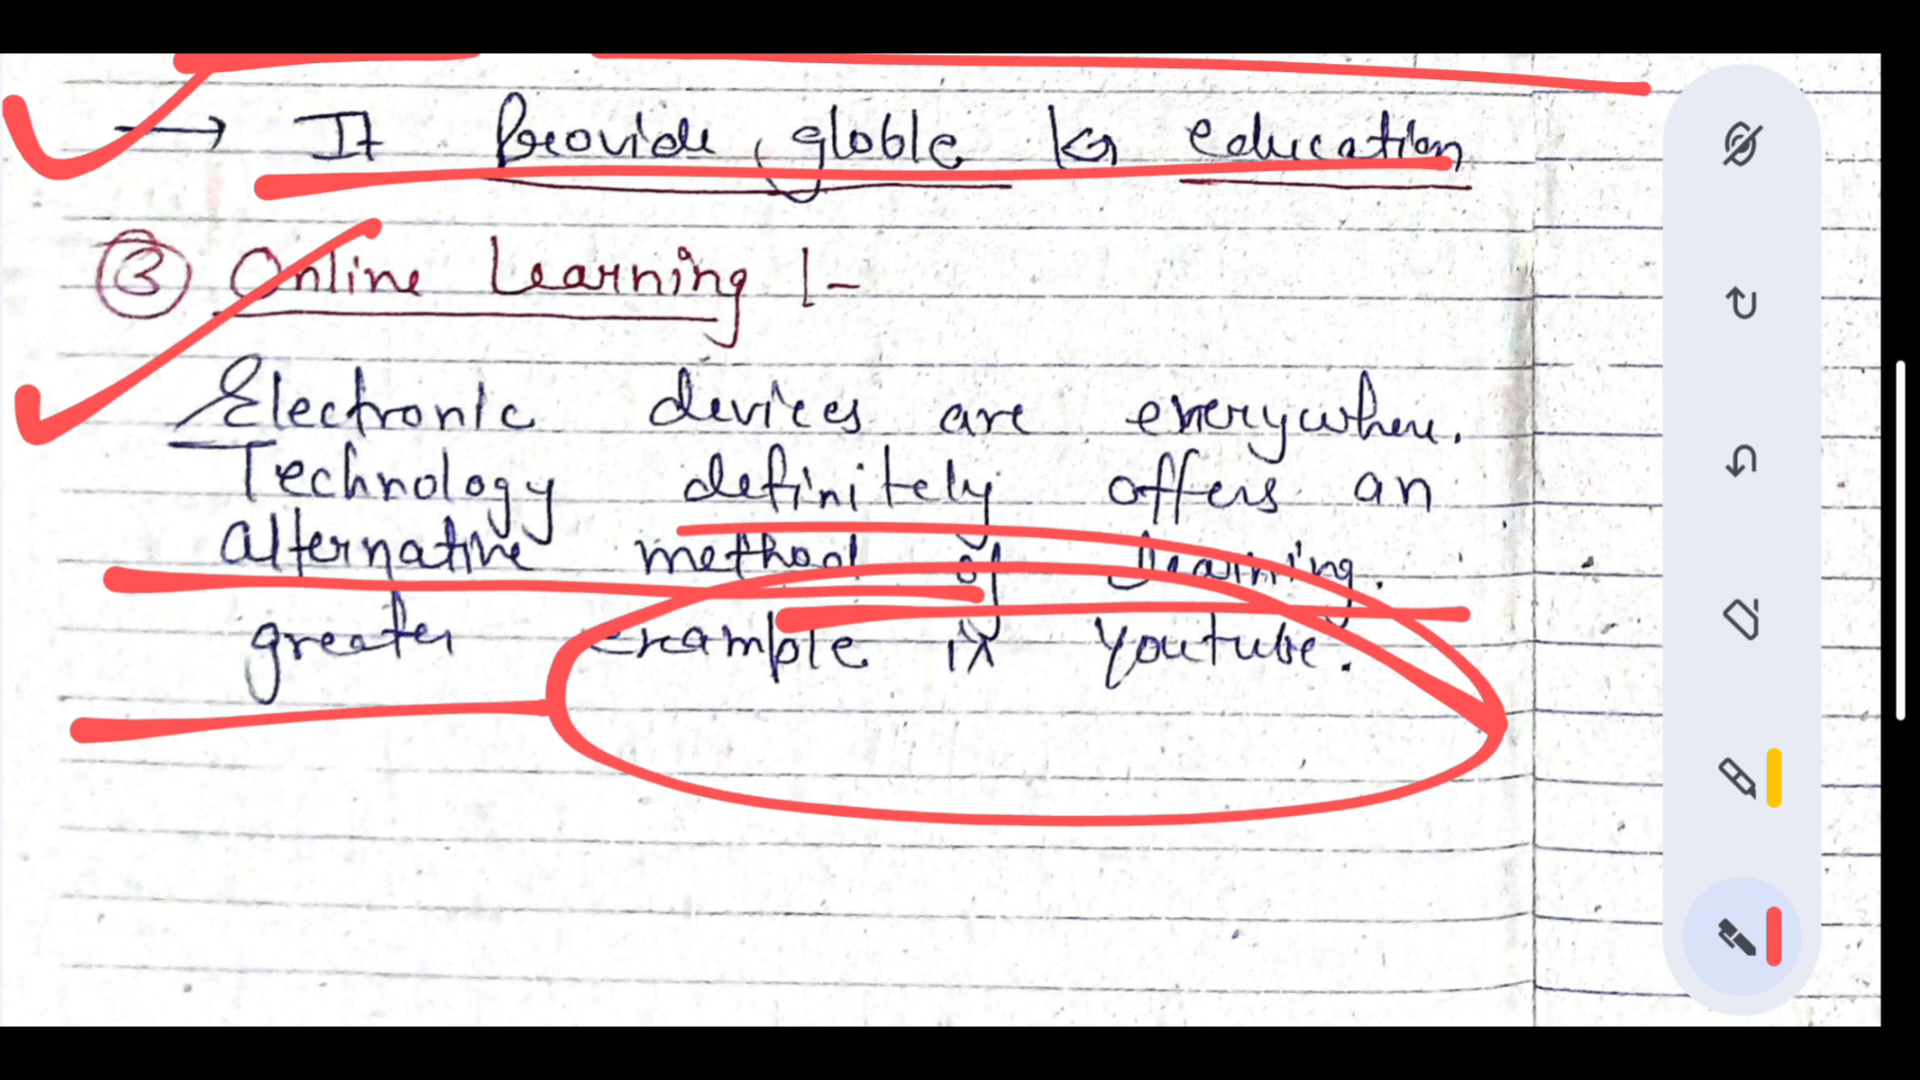 → It Provide, globle for education
③ Online Learning :-
Electronic devices are everywhere.
Technology definitely offers an
alternative method of learning.
greater example is Youtube.